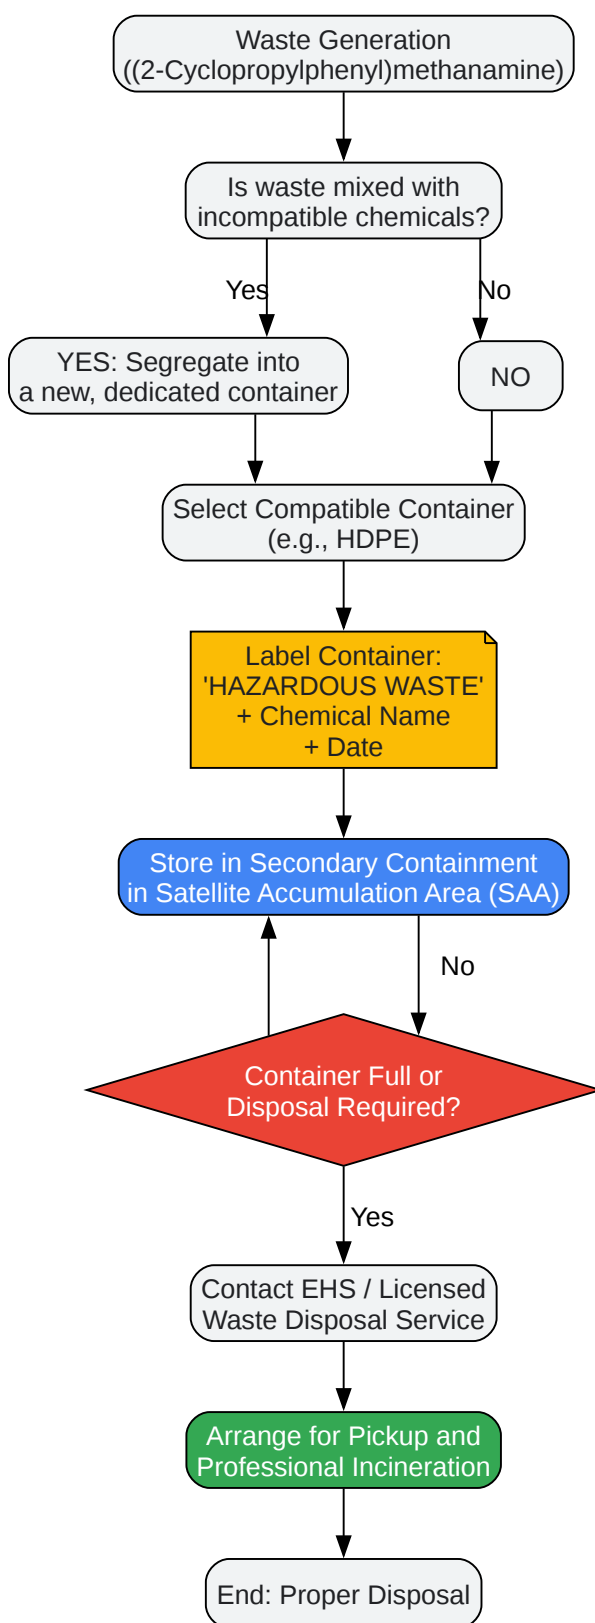 Waste Generation
((2-Cyclopropylphenyl)methanamine)
Is waste mixed with
incompatible chemicals?
Yes
No
YES: Segregate into
a new, dedicated container
NO
Select Compatible Container
(e.g., HDPE)
Label Container:
'HAZARDOUS WASTE'
+ Chemical Name
+ Date
Store in Secondary Containment
in Satellite Accumulation Area (SAA)
No
Container Full or
Disposal Required?
Yes
Contact EHS / Licensed
Waste Disposal Service
Arrange for Pickup and
Professional Incineration
End: Proper Disposal